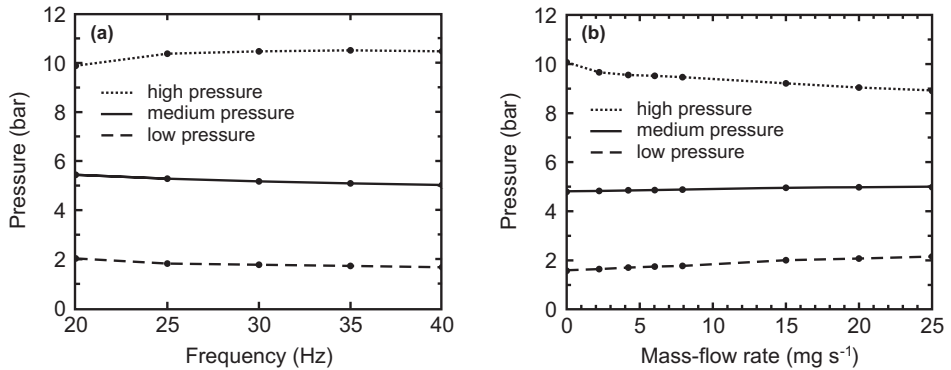 12
10
8
6
4
2
0
Pressure (bar)
(a)
high pressure
medium pressure
low pressure
20 25 30 35 40
Frequency (Hz)
12
10
8
6
4
2
0
Pressure (bar)
(b)
high pressure
medium pressure
low pressure
0 5 10 15 20 25
Mass-flow rate (mg s⁻¹)